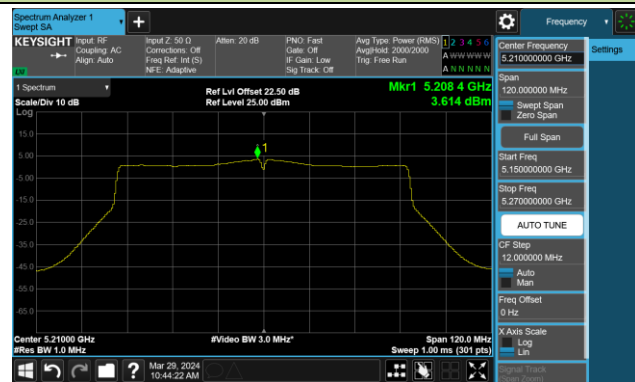 Spectrum Analyzer 1
Swept SA
Frequency
KEYSIGHT
Input: RF
Coupling: AC
Align: Auto
Input Z: 50 Ω
Corrections: Off
Freq Ref: Int (S)
NFE: Adaptive
Atten: 20 dB
PNO: Fast
Gate: Off
IF Gain: Low
Sig Track: Off
Avg Type: Power (RMS)
Avg|Hold: 2000/2000
Trig: Free Run
1 2 3 4 5 6
A W W W W W
A N N N N N
LXI
1 Spectrum
Scale/Div 10 dB
Log
Ref Lvl Offset 22.50 dB
Ref Level 25.00 dBm
Mkr1 5.208 4 GHz
3.614 dBm
1
15.0
5.00
-5.00
-15.0
-25.0
-35.0
-45.0
-55.0
-65.0
Center 5.21000 GHz
#Res BW 1.0 MHz
#Video BW 3.0 MHz*
Span 120.0 MHz
Sweep 1.00 ms (301 pts)
Center Frequency
5.210000000 GHz
Settings
Span
120.000000 MHz
Swept Span
Zero Span
Full Span
Start Freq
5.150000000 GHz
Stop Freq
5.270000000 GHz
AUTO TUNE
CF Step
12.000000 MHz
Auto
Man
Freq Offset
0 Hz
X Axis Scale
Log
Lin
Signal Track
(Span Zoom)
Mar 29, 2024
10:44:22 AM